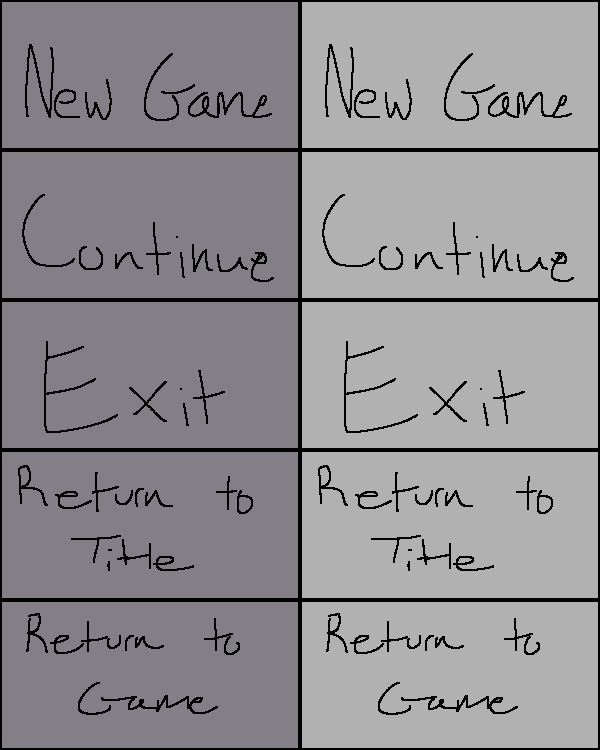 New Game New Game
Continue Continue
Exit Exit
Return to Return to
Title Title
Return to Return to
Game Game